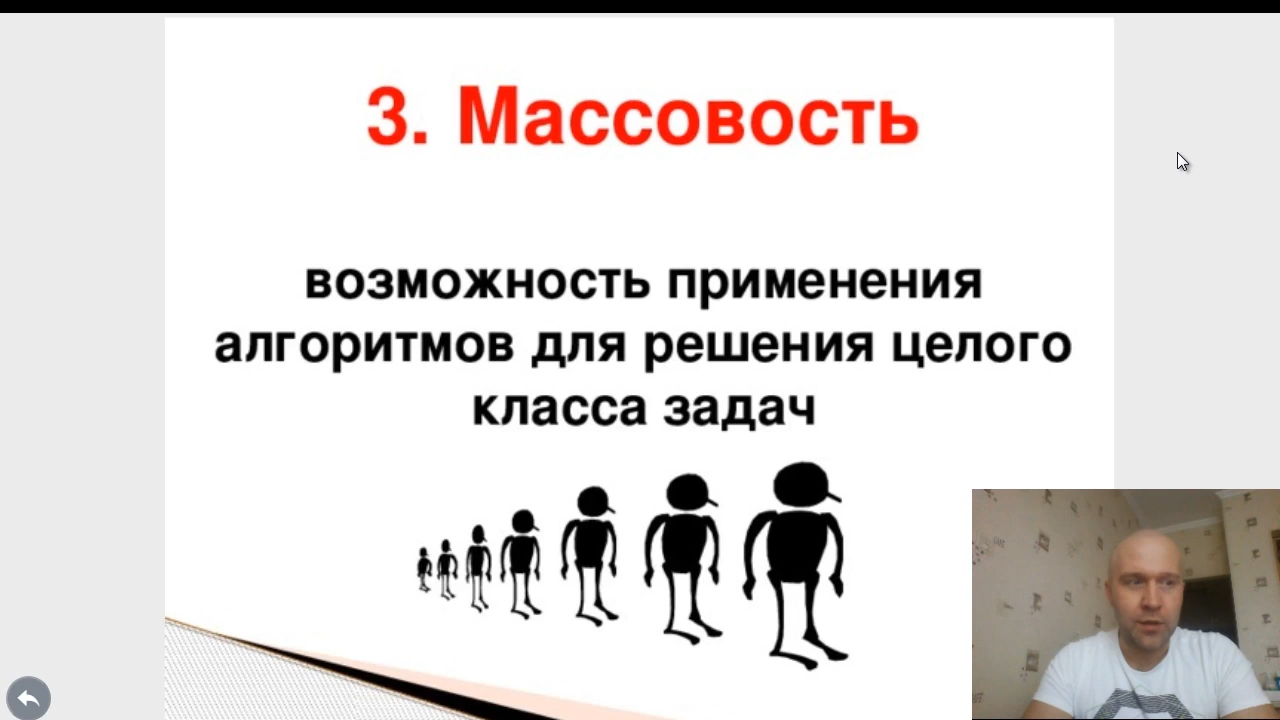 3. Массовость
возможность применения
алгоритмов для решения целого
класса задач